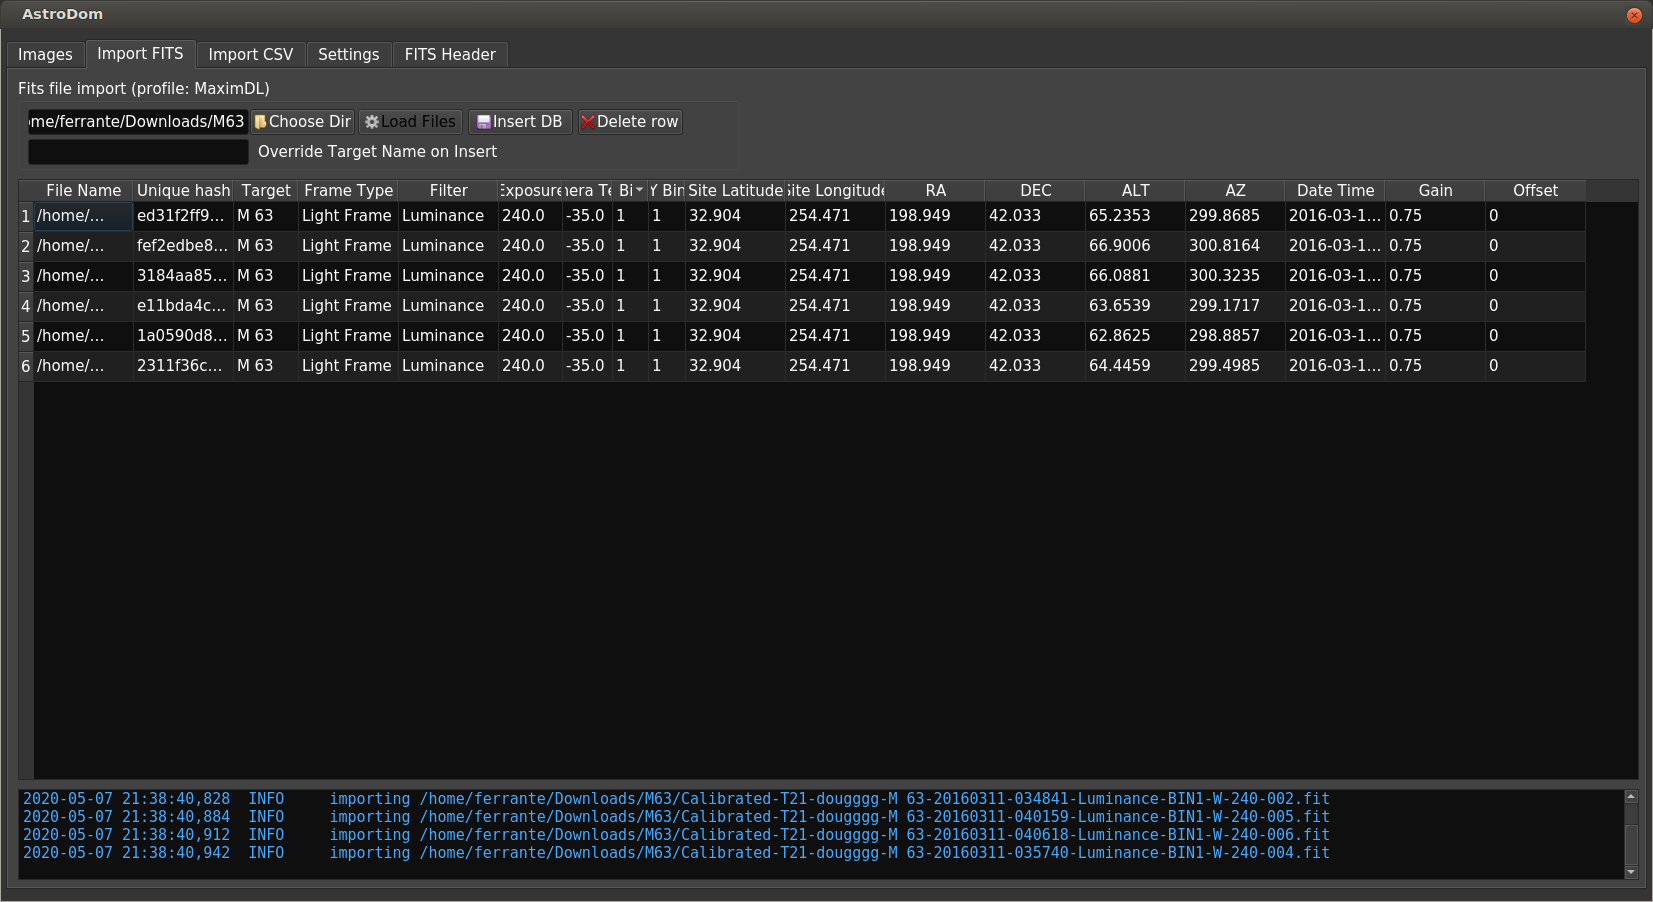 AstroDom
Images Import FITS Import CSV Settings FITS Header
Fits file import (profile: MaximDL)
ome/ferrante/Downloads/M63 Choose Dir Load Files Insert DB Delete row
Override Target Name on Insert
File Name Unique hash Target Frame Type Filter Exposure nera Te Bi Y Bin Site Latitude Site Longitude RA DEC ALT AZ Date Time Gain Offset
1 /home/... ed31f2ff9... M 63 Light Frame Luminance 240.0 -35.0 1 1 32.904 254.471 198.949 42.033 65.2353 299.8685 2016-03-1... 0.75 0
2 /home/... fef2edbe8... M 63 Light Frame Luminance 240.0 -35.0 1 1 32.904 254.471 198.949 42.033 66.9006 300.8164 2016-03-1... 0.75 0
3 /home/... 3184aa85... M 63 Light Frame Luminance 240.0 -35.0 1 1 32.904 254.471 198.949 42.033 66.0881 300.3235 2016-03-1... 0.75 0
4 /home/... e11bda4c... M 63 Light Frame Luminance 240.0 -35.0 1 1 32.904 254.471 198.949 42.033 63.6539 299.1717 2016-03-1... 0.75 0
5 /home/... 1a0590d8... M 63 Light Frame Luminance 240.0 -35.0 1 1 32.904 254.471 198.949 42.033 62.8625 298.8857 2016-03-1... 0.75 0
6 /home/... 2311f36c... M 63 Light Frame Luminance 240.0 -35.0 1 1 32.904 254.471 198.949 42.033 64.4459 299.4985 2016-03-1... 0.75 0
2020-05-07 21:38:40,828 INFO importing /home/ferrante/Downloads/M63/Calibrated-T21-dougggg-M 63-20160311-034841-Luminance-BIN1-W-240-002.fit
2020-05-07 21:38:40,884 INFO importing /home/ferrante/Downloads/M63/Calibrated-T21-dougggg-M 63-20160311-040159-Luminance-BIN1-W-240-005.fit
2020-05-07 21:38:40,912 INFO importing /home/ferrante/Downloads/M63/Calibrated-T21-dougggg-M 63-20160311-040618-Luminance-BIN1-W-240-006.fit
2020-05-07 21:38:40,942 INFO importing /home/ferrante/Downloads/M63/Calibrated-T21-dougggg-M 63-20160311-035740-Luminance-BIN1-W-240-004.fit